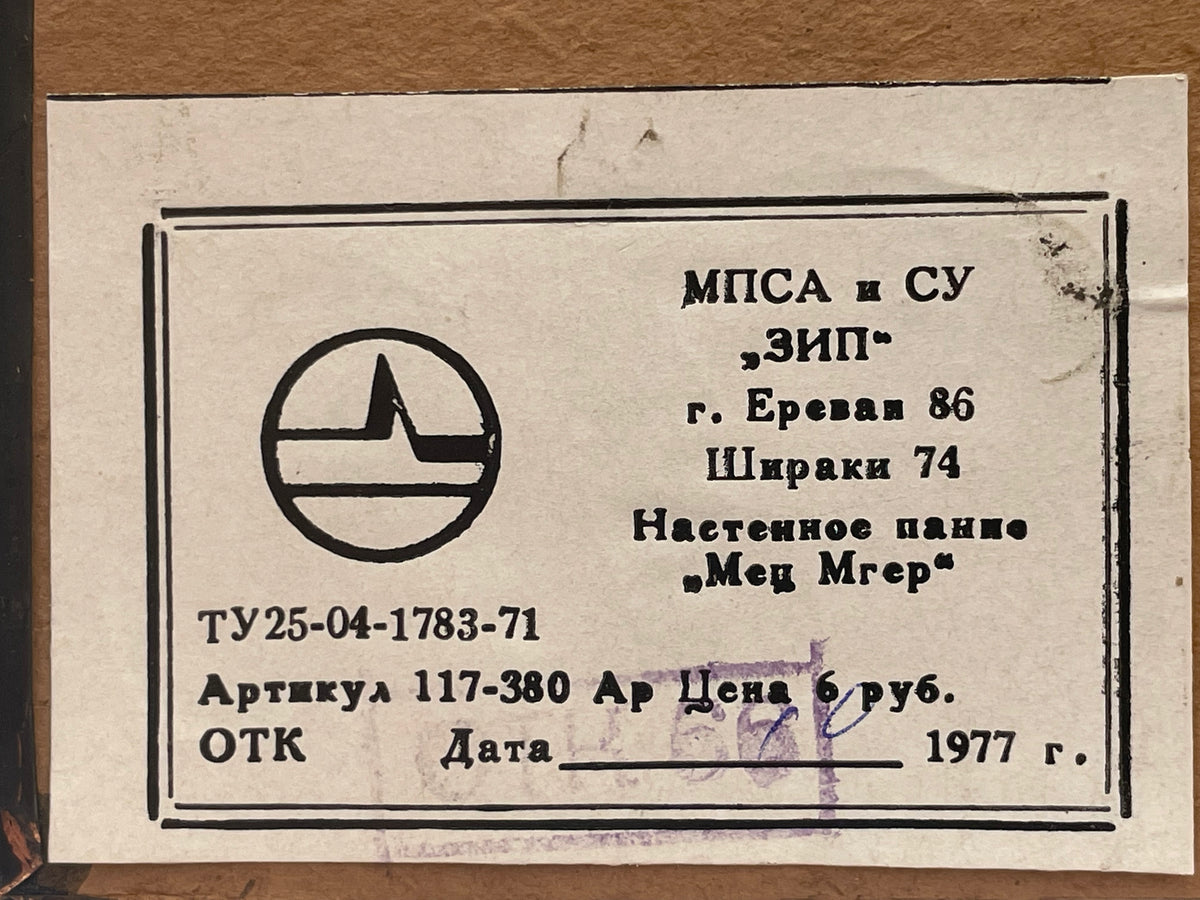 МПСА и СУ
„ЗИП“
г. Ереван 86
Шираки 74
Настенное панно
„Мец Мгер“
ТУ25-04-1783-71
Артикул 117-380 Ар Цена 6 руб.
ОТК Дата 1977 г.